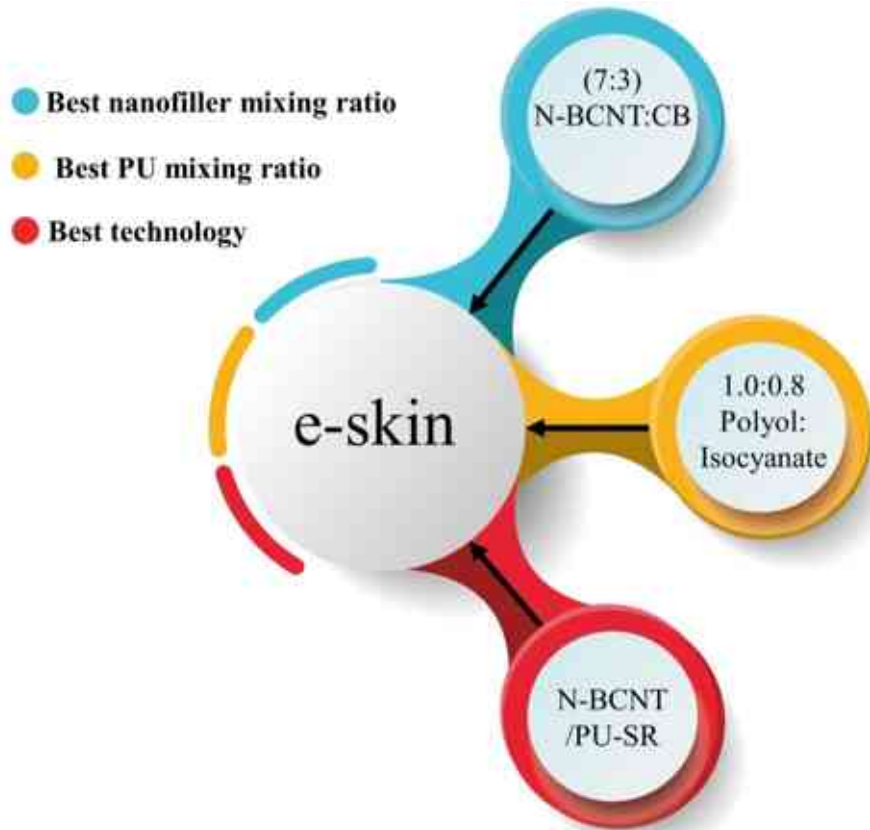 Best nanofiller mixing ratio
Best PU mixing ratio
Best technology
(7:3)
N-BCNT:CB
e-skin
1.0:0.8
Polyol:
Isocyanate
N-BCNT
/PU-SR